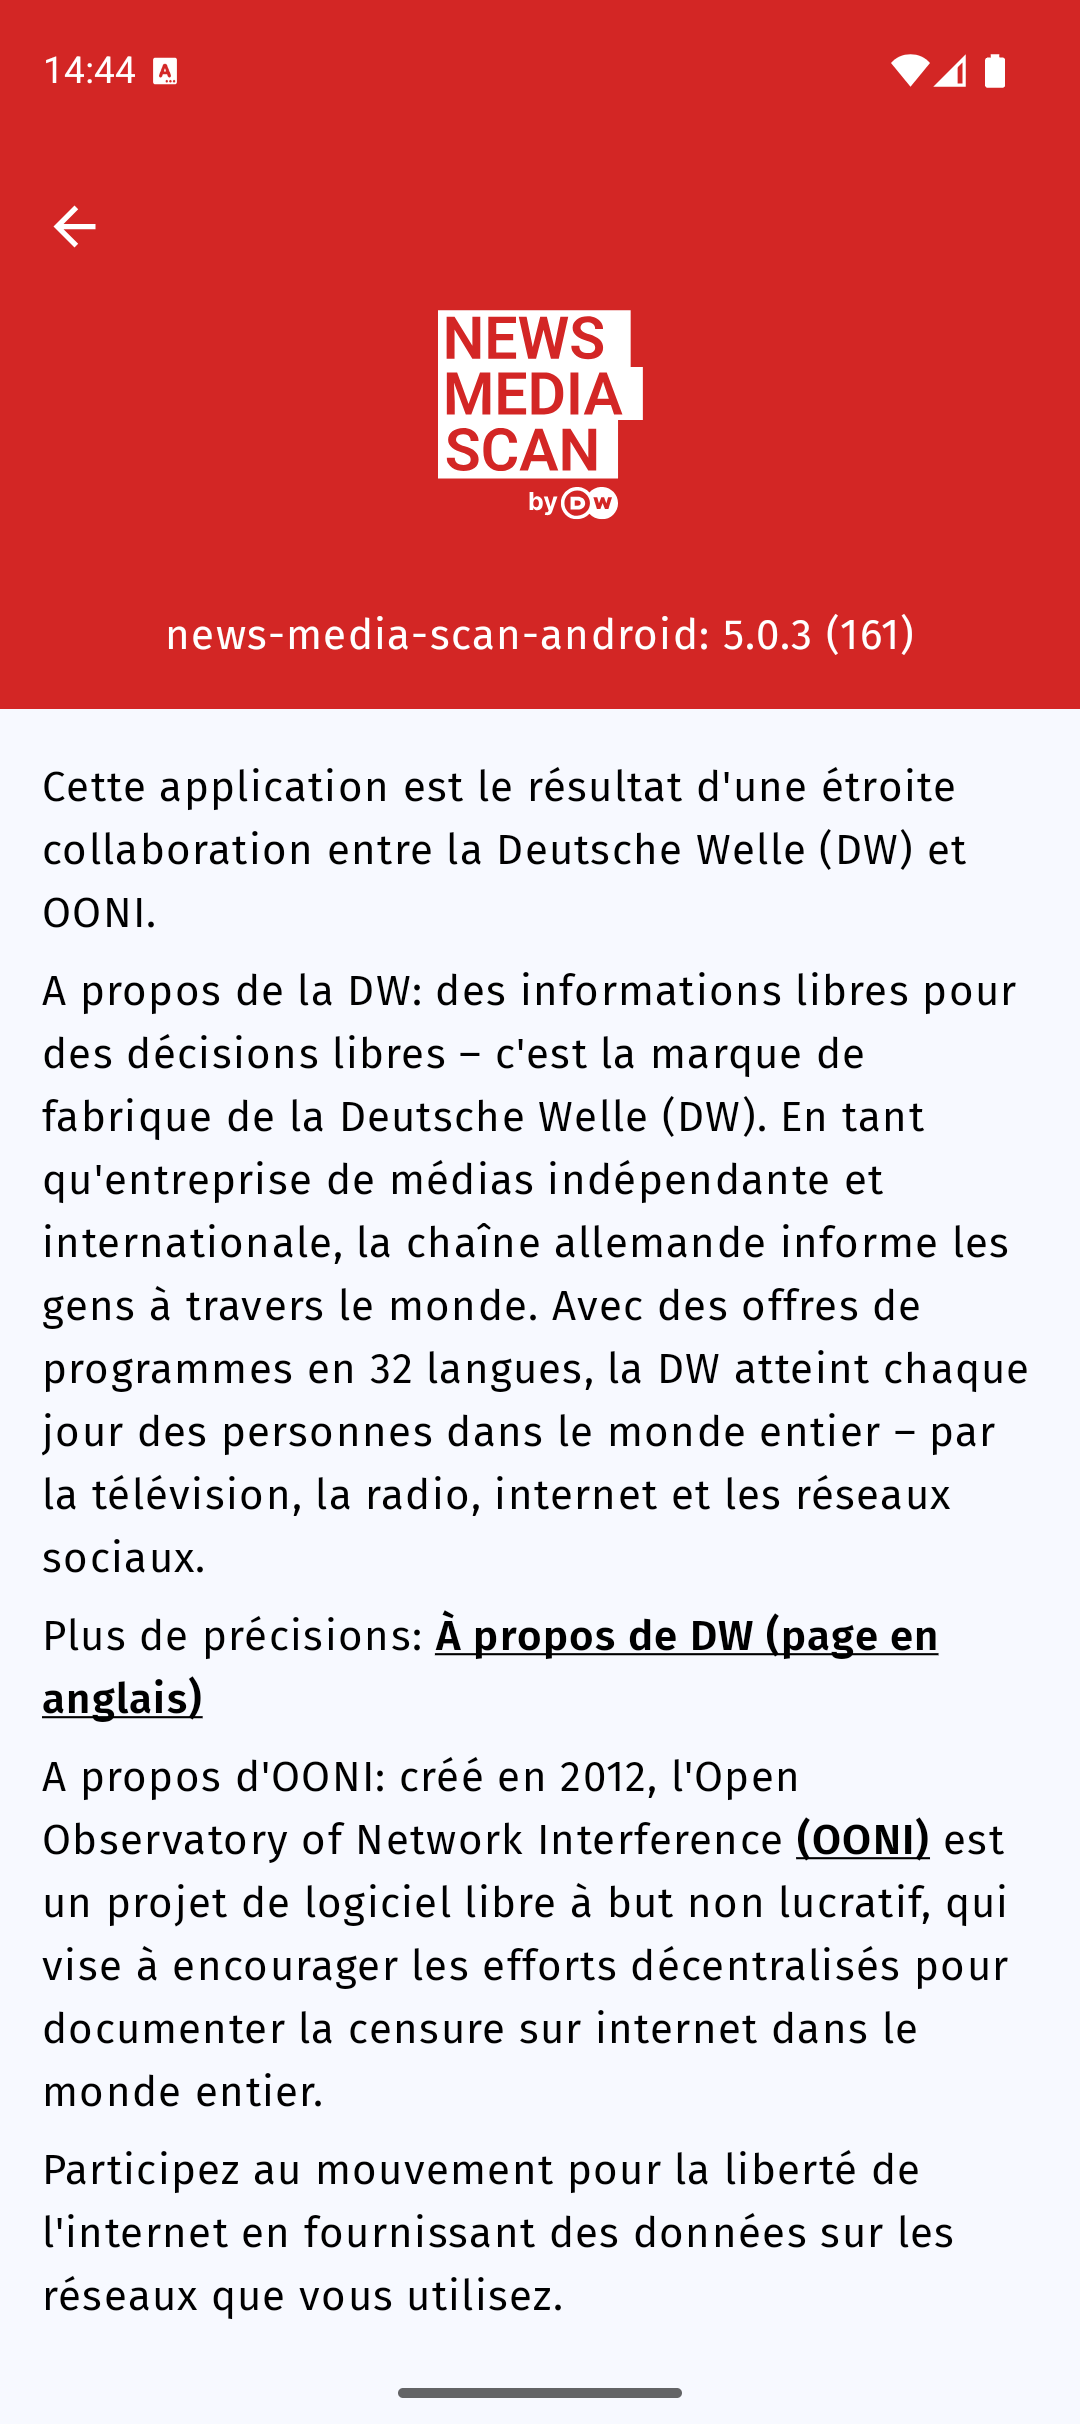 14:44
NEWS
MEDIA
SCAN
by DW
news-media-scan-android: 5.0.3 (161)
Cette application est le résultat d'une étroite
collaboration entre la Deutsche Welle (DW) et
OONI.
A propos de la DW: des informations libres pour
des décisions libres – c'est la marque de
fabrique de la Deutsche Welle (DW). En tant
qu'entreprise de médias indépendante et
internationale, la chaîne allemande informe les
gens à travers le monde. Avec des offres de
programmes en 32 langues, la DW atteint chaque
jour des personnes dans le monde entier – par
la télévision, la radio, internet et les réseaux
sociaux.
Plus de précisions: À propos de DW (page en
anglais)
A propos d'OONI: créé en 2012, l'Open
Observatory of Network Interference (OONI) est
un projet de logiciel libre à but non lucratif, qui
vise à encourager les efforts décentralisés pour
documenter la censure sur internet dans le
monde entier.
Participez au mouvement pour la liberté de
l'internet en fournissant des données sur les
réseaux que vous utilisez.